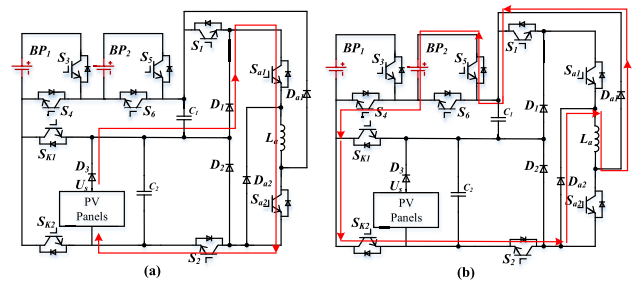 BP1 S3 BP2 S5 S1
S4 S6 C1 D1 Sa1 Da1
SK1 D2 La
D3 Us C2 Da2
PV Panels Sa2
SK2 S2
(a)
BP1 S3 BP2 S5 S1
S4 S6 C1 D1 Sa1 Da
SK1 D2 La
D3 Us C2 Da2
PV Panels Sa2
SK2 S2
(b)